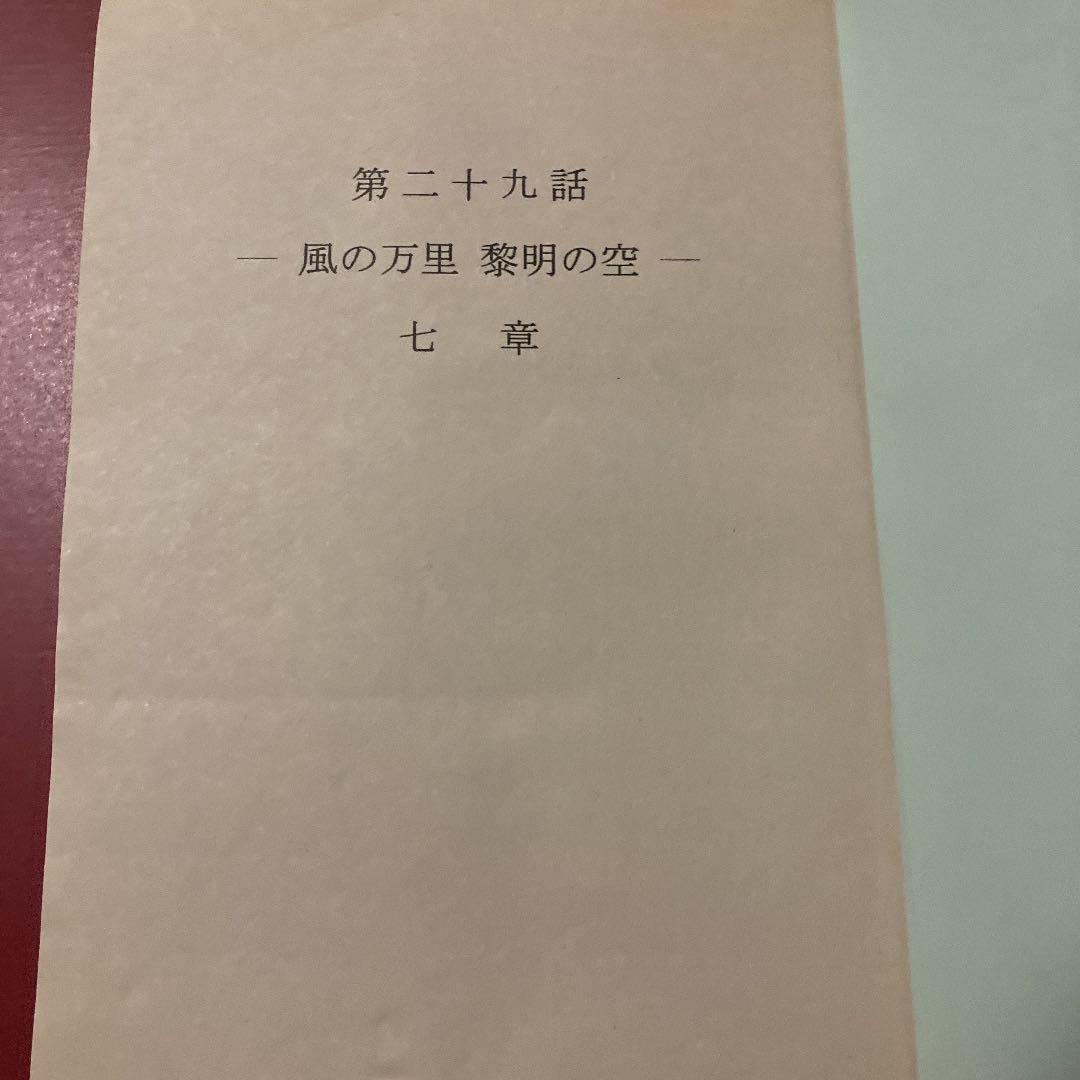 第二十九話
― 風の万里 黎明の空 ―
七 章